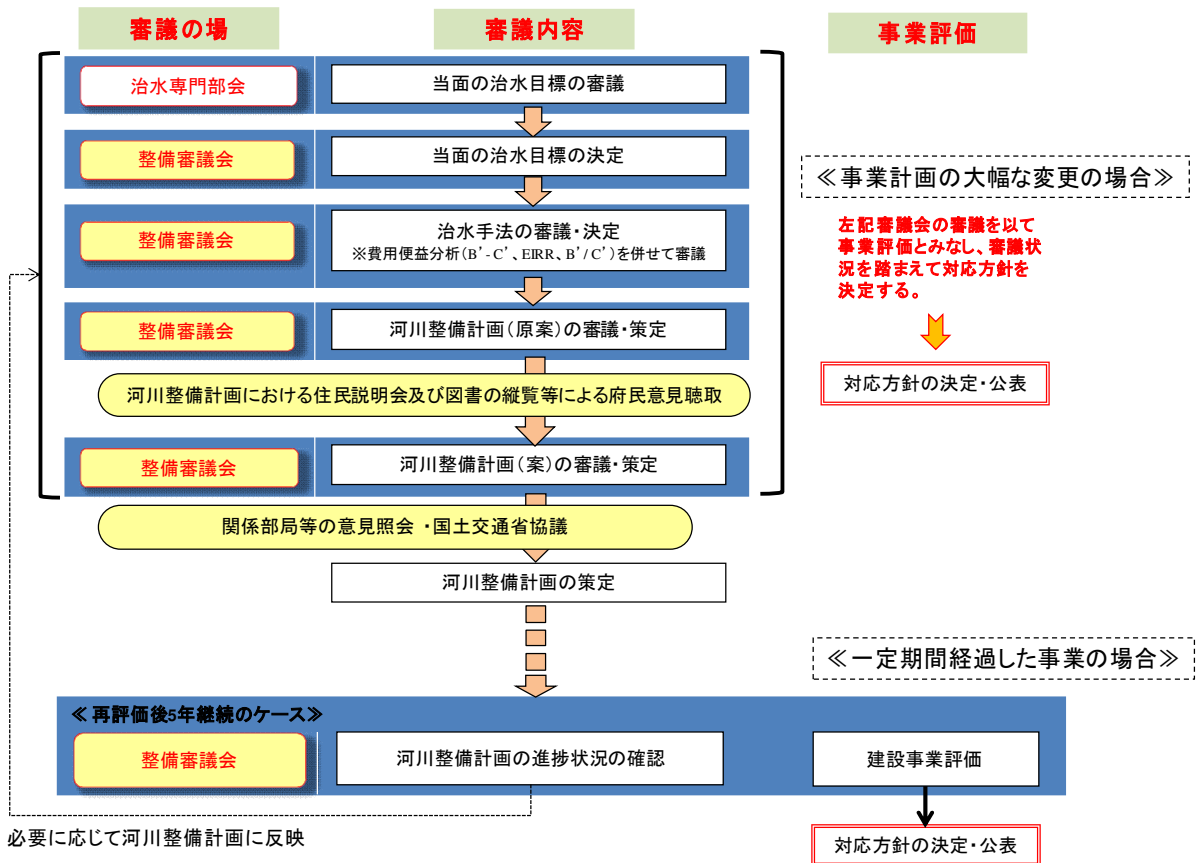 審議の場
審議内容
事業評価
治水専門部会
当面の治水目標の審議
整備審議会
当面の治水目標の決定
≪事業計画の大幅な変更の場合≫
整備審議会
治水手法の審議・決定
※費用便益分析(B’-C’、EIRR、B’/C’)を併せて審議
左記審議会の審議を以て
事業評価とみなし、審議状
況を踏まえて対応方針を
決定する。
整備審議会
河川整備計画(原案)の審議・策定
対応方針の決定・公表
河川整備計画における住民説明会及び図書の縦覧等による府民意見聴取
整備審議会
河川整備計画(案)の審議・策定
関係部局等の意見照会 ・国土交通省協議
河川整備計画の策定
≪一定期間経過した事業の場合≫
≪再評価後5年継続のケース≫
整備審議会
河川整備計画の進捗状況の確認
建設事業評価
必要に応じて河川整備計画に反映
対応方針の決定・公表